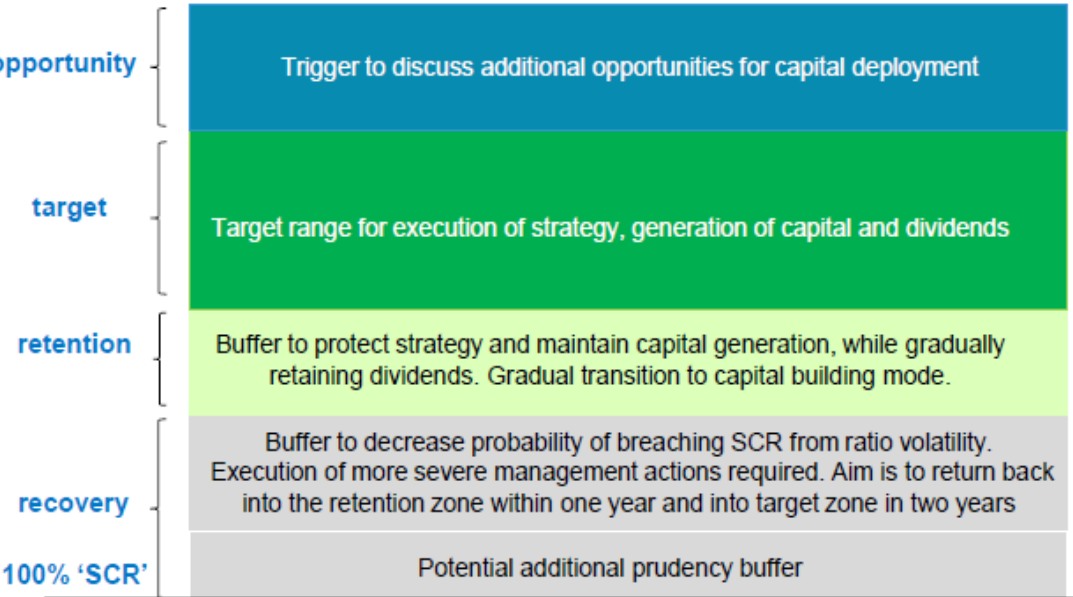 opportunity
Trigger to discuss additional opportunities for capital deployment
target
Target range for execution of strategy, generation of capital and dividends
retention
Buffer to protect strategy and maintain capital generation, while gradually
retaining dividends. Gradual transition to capital building mode.
recovery
Buffer to decrease probability of breaching SCR from ratio volatility.
Execution of more severe management actions required. Aim is to return back
into the retention zone within one year and into target zone in two years
100% ‘SCR’
Potential additional prudency buffer